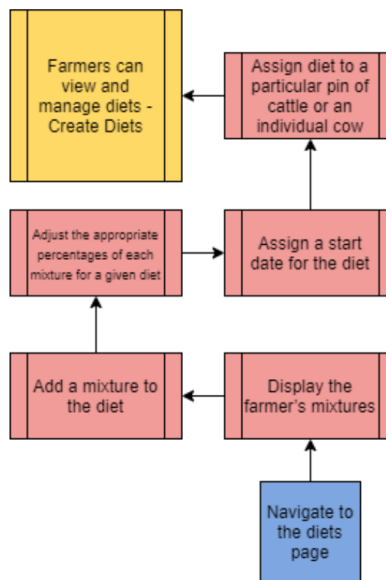 Farmers can
view and
manage diets -
Create Diets
Assign diet to a
particular pin of
cattle or an
individual cow
Adjust the appropriate
percentages of each
mixture for a given diet
Assign a start
date for the diet
Add a mixture to
the diet
Display the
farmer's mixtures
Navigate to
the diets
page